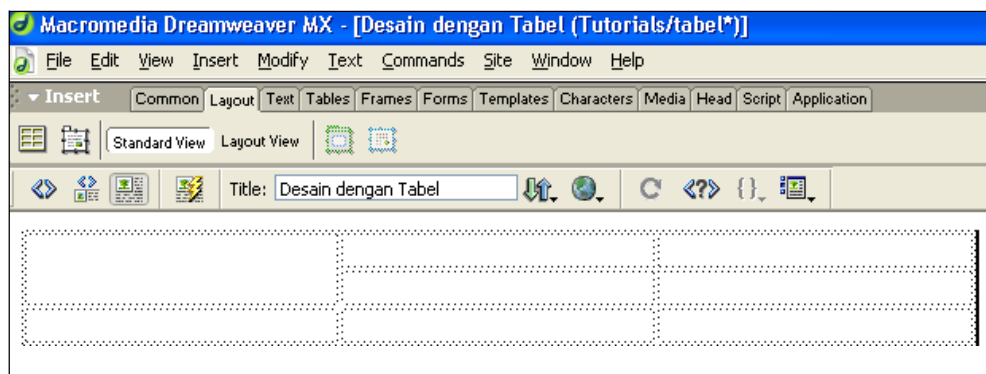 Macromedia Dreamweaver MX - [Desain dengan Tabel (Tutorials/tabel*)]
File Edit View Insert Modify Text Commands Site Window Help
Insert Common Layout Text Tables Frames Forms Templates Characters Media Head Script Application
Standard View Layout View
Title: Desain dengan Tabel